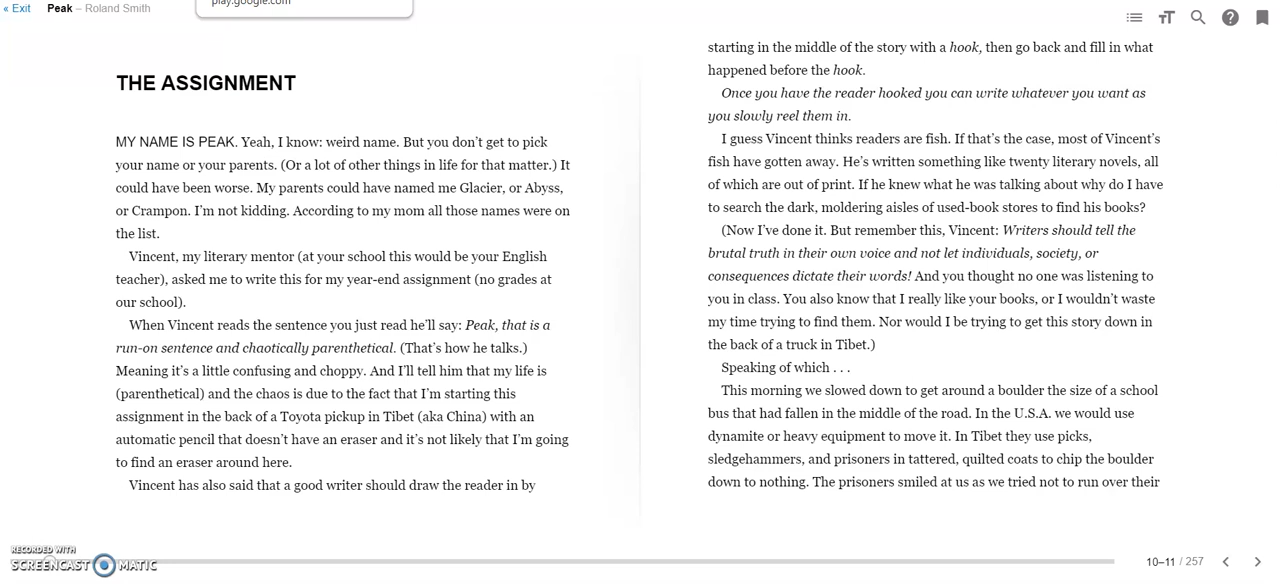 « Exit Peak – Roland Smith
play.google.com
THE ASSIGNMENT
MY NAME IS PEAK. Yeah, I know: weird name. But you don’t get to pick
your name or your parents. (Or a lot of other things in life for that matter.) It
could have been worse. My parents could have named me Glacier, or Abyss,
or Crampon. I’m not kidding. According to my mom all those names were on
the list.
Vincent, my literary mentor (at your school this would be your English
teacher), asked me to write this for my year-end assignment (no grades at
our school).
When Vincent reads the sentence you just read he’ll say: Peak, that is a
run-on sentence and chaotically parenthetical. (That’s how he talks.)
Meaning it’s a little confusing and choppy. And I’ll tell him that my life is
(parenthetical) and the chaos is due to the fact that I’m starting this
assignment in the back of a Toyota pickup in Tibet (aka China) with an
automatic pencil that doesn’t have an eraser and it’s not likely that I’m going
to find an eraser around here.
Vincent has also said that a good writer should draw the reader in by
starting in the middle of the story with a hook, then go back and fill in what
happened before the hook.
Once you have the reader hooked you can write whatever you want as
you slowly reel them in.
I guess Vincent thinks readers are fish. If that’s the case, most of Vincent’s
fish have gotten away. He’s written something like twenty literary novels, all
of which are out of print. If he knew what he was talking about why do I have
to search the dark, moldering aisles of used-book stores to find his books?
(Now I’ve done it. But remember this, Vincent: Writers should tell the
brutal truth in their own voice and not let individuals, society, or
consequences dictate their words! And you thought no one was listening to
you in class. You also know that I really like your books, or I wouldn’t waste
my time trying to find them. Nor would I be trying to get this story down in
the back of a truck in Tibet.)
Speaking of which . . .
This morning we slowed down to get around a boulder the size of a school
bus that had fallen in the middle of the road. In the U.S.A. we would use
dynamite or heavy equipment to move it. In Tibet they use picks,
sledgehammers, and prisoners in tattered, quilted coats to chip the boulder
down to nothing. The prisoners smiled at us as we tried not to run over their
RECORDED WITH
SCREENCAST MATIC
10–11 / 257